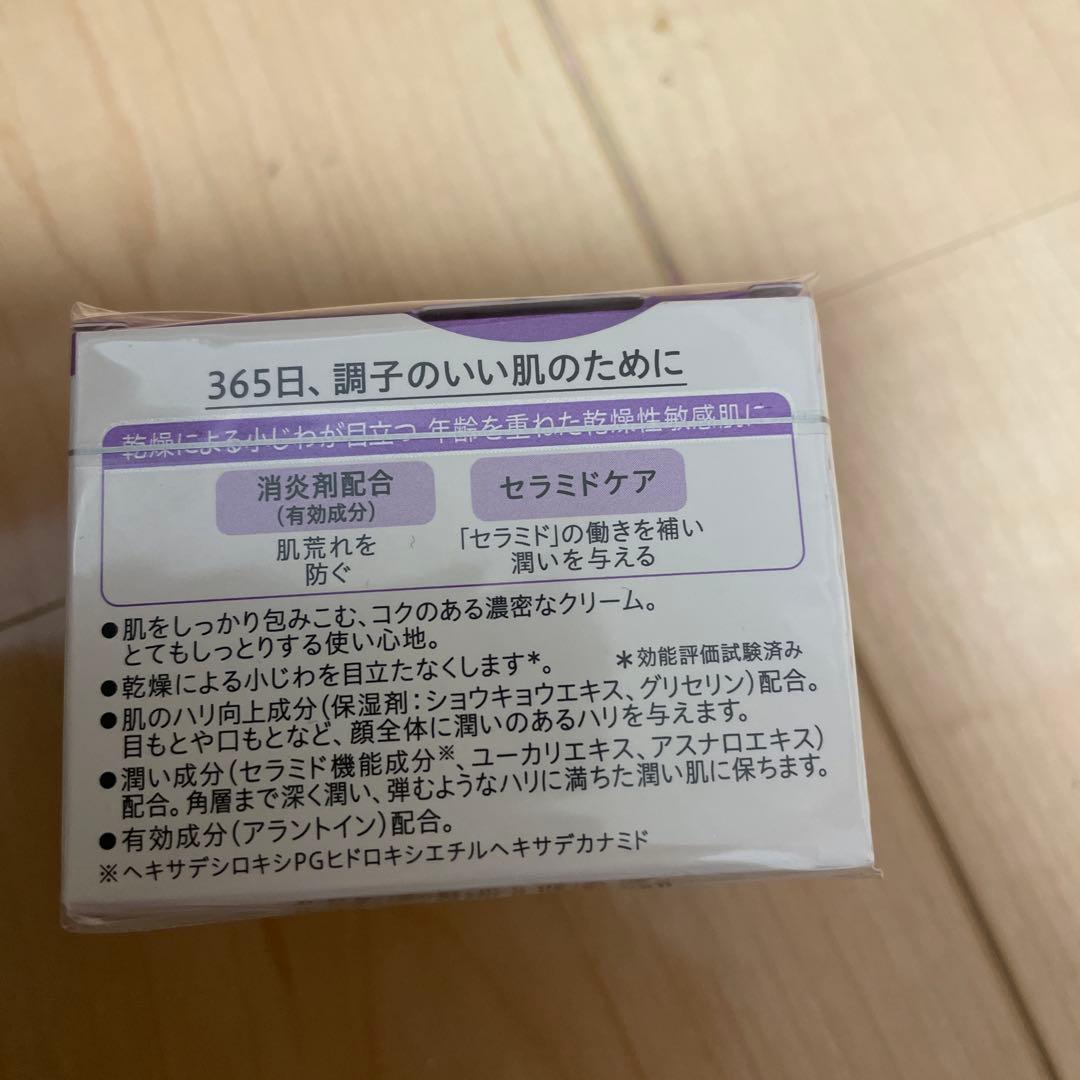 365日、調子のいい肌のために
乾燥による小じわが目立つ 年齢を重ねた乾燥性敏感肌に
消炎剤配合
(有効成分)
肌荒れを
防ぐ
セラミドケア
「セラミド」の働きを補い
潤いを与える
●肌をしっかり包みこむ、コクのある濃密なクリーム。
とてもしっとりする使い心地。
●乾燥による小じわを目立たなくします*。 *効能評価試験済み
●肌のハリ向上成分(保湿剤:ショウキョウエキス、グリセリン)配合。
目もとや口もとなど、顔全体に潤いのあるハリを与えます。
●潤い成分(セラミド機能成分※、ユーカリエキス、アスナロエキス)
配合。角層まで深く潤い、弾むようなハリに満ちた潤い肌に保ちます。
●有効成分(アラントイン)配合。
※ヘキサデシロキシPGヒドロキシエチルヘキサデカナミド